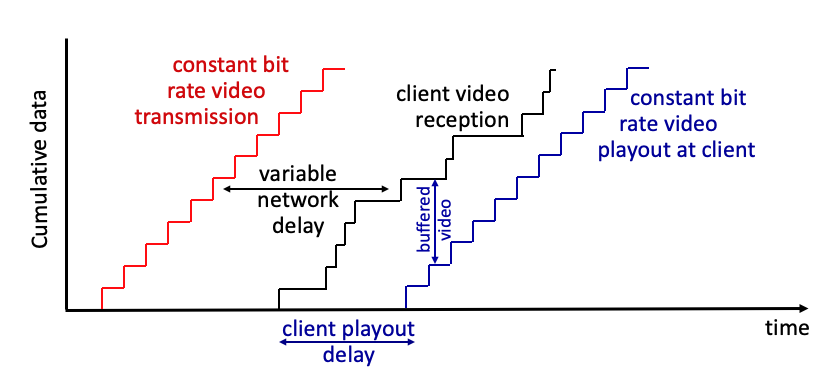 Cumulative data
constant bit
rate video
transmission
variable
network
delay
client video
reception
buffered
video
constant bit
rate video
playout at client
client playout
delay
time